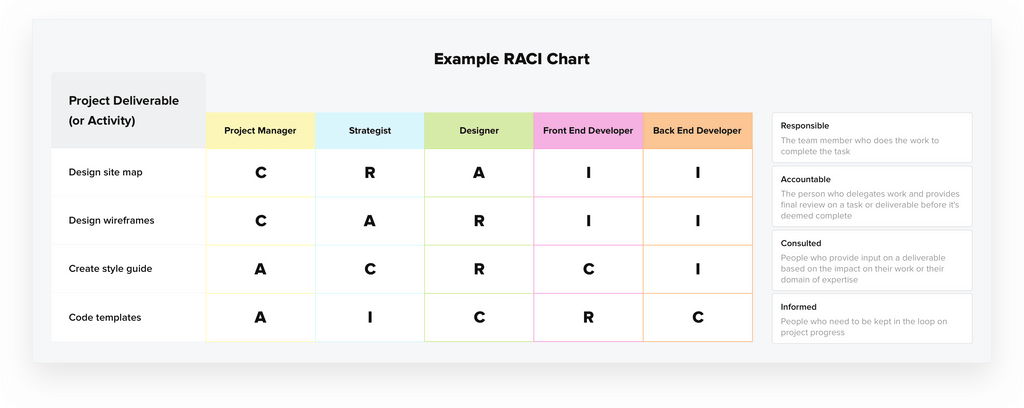 Example RACI Chart
Project Deliverable
(or Activity)
Project Manager Strategist Designer Front End Developer Back End Developer
Design site map C R A I I
Design wireframes C A R I I
Create style guide A C R C I
Code templates A I C R C
Responsible
The team member who does the work to
complete the task
Accountable
The person who delegates work and provides
final review on a task or deliverable before it's
deemed complete
Consulted
People who provide input on a deliverable
based on the impact on their work or their
domain of expertise
Informed
People who need to be kept in the loop on
project progress